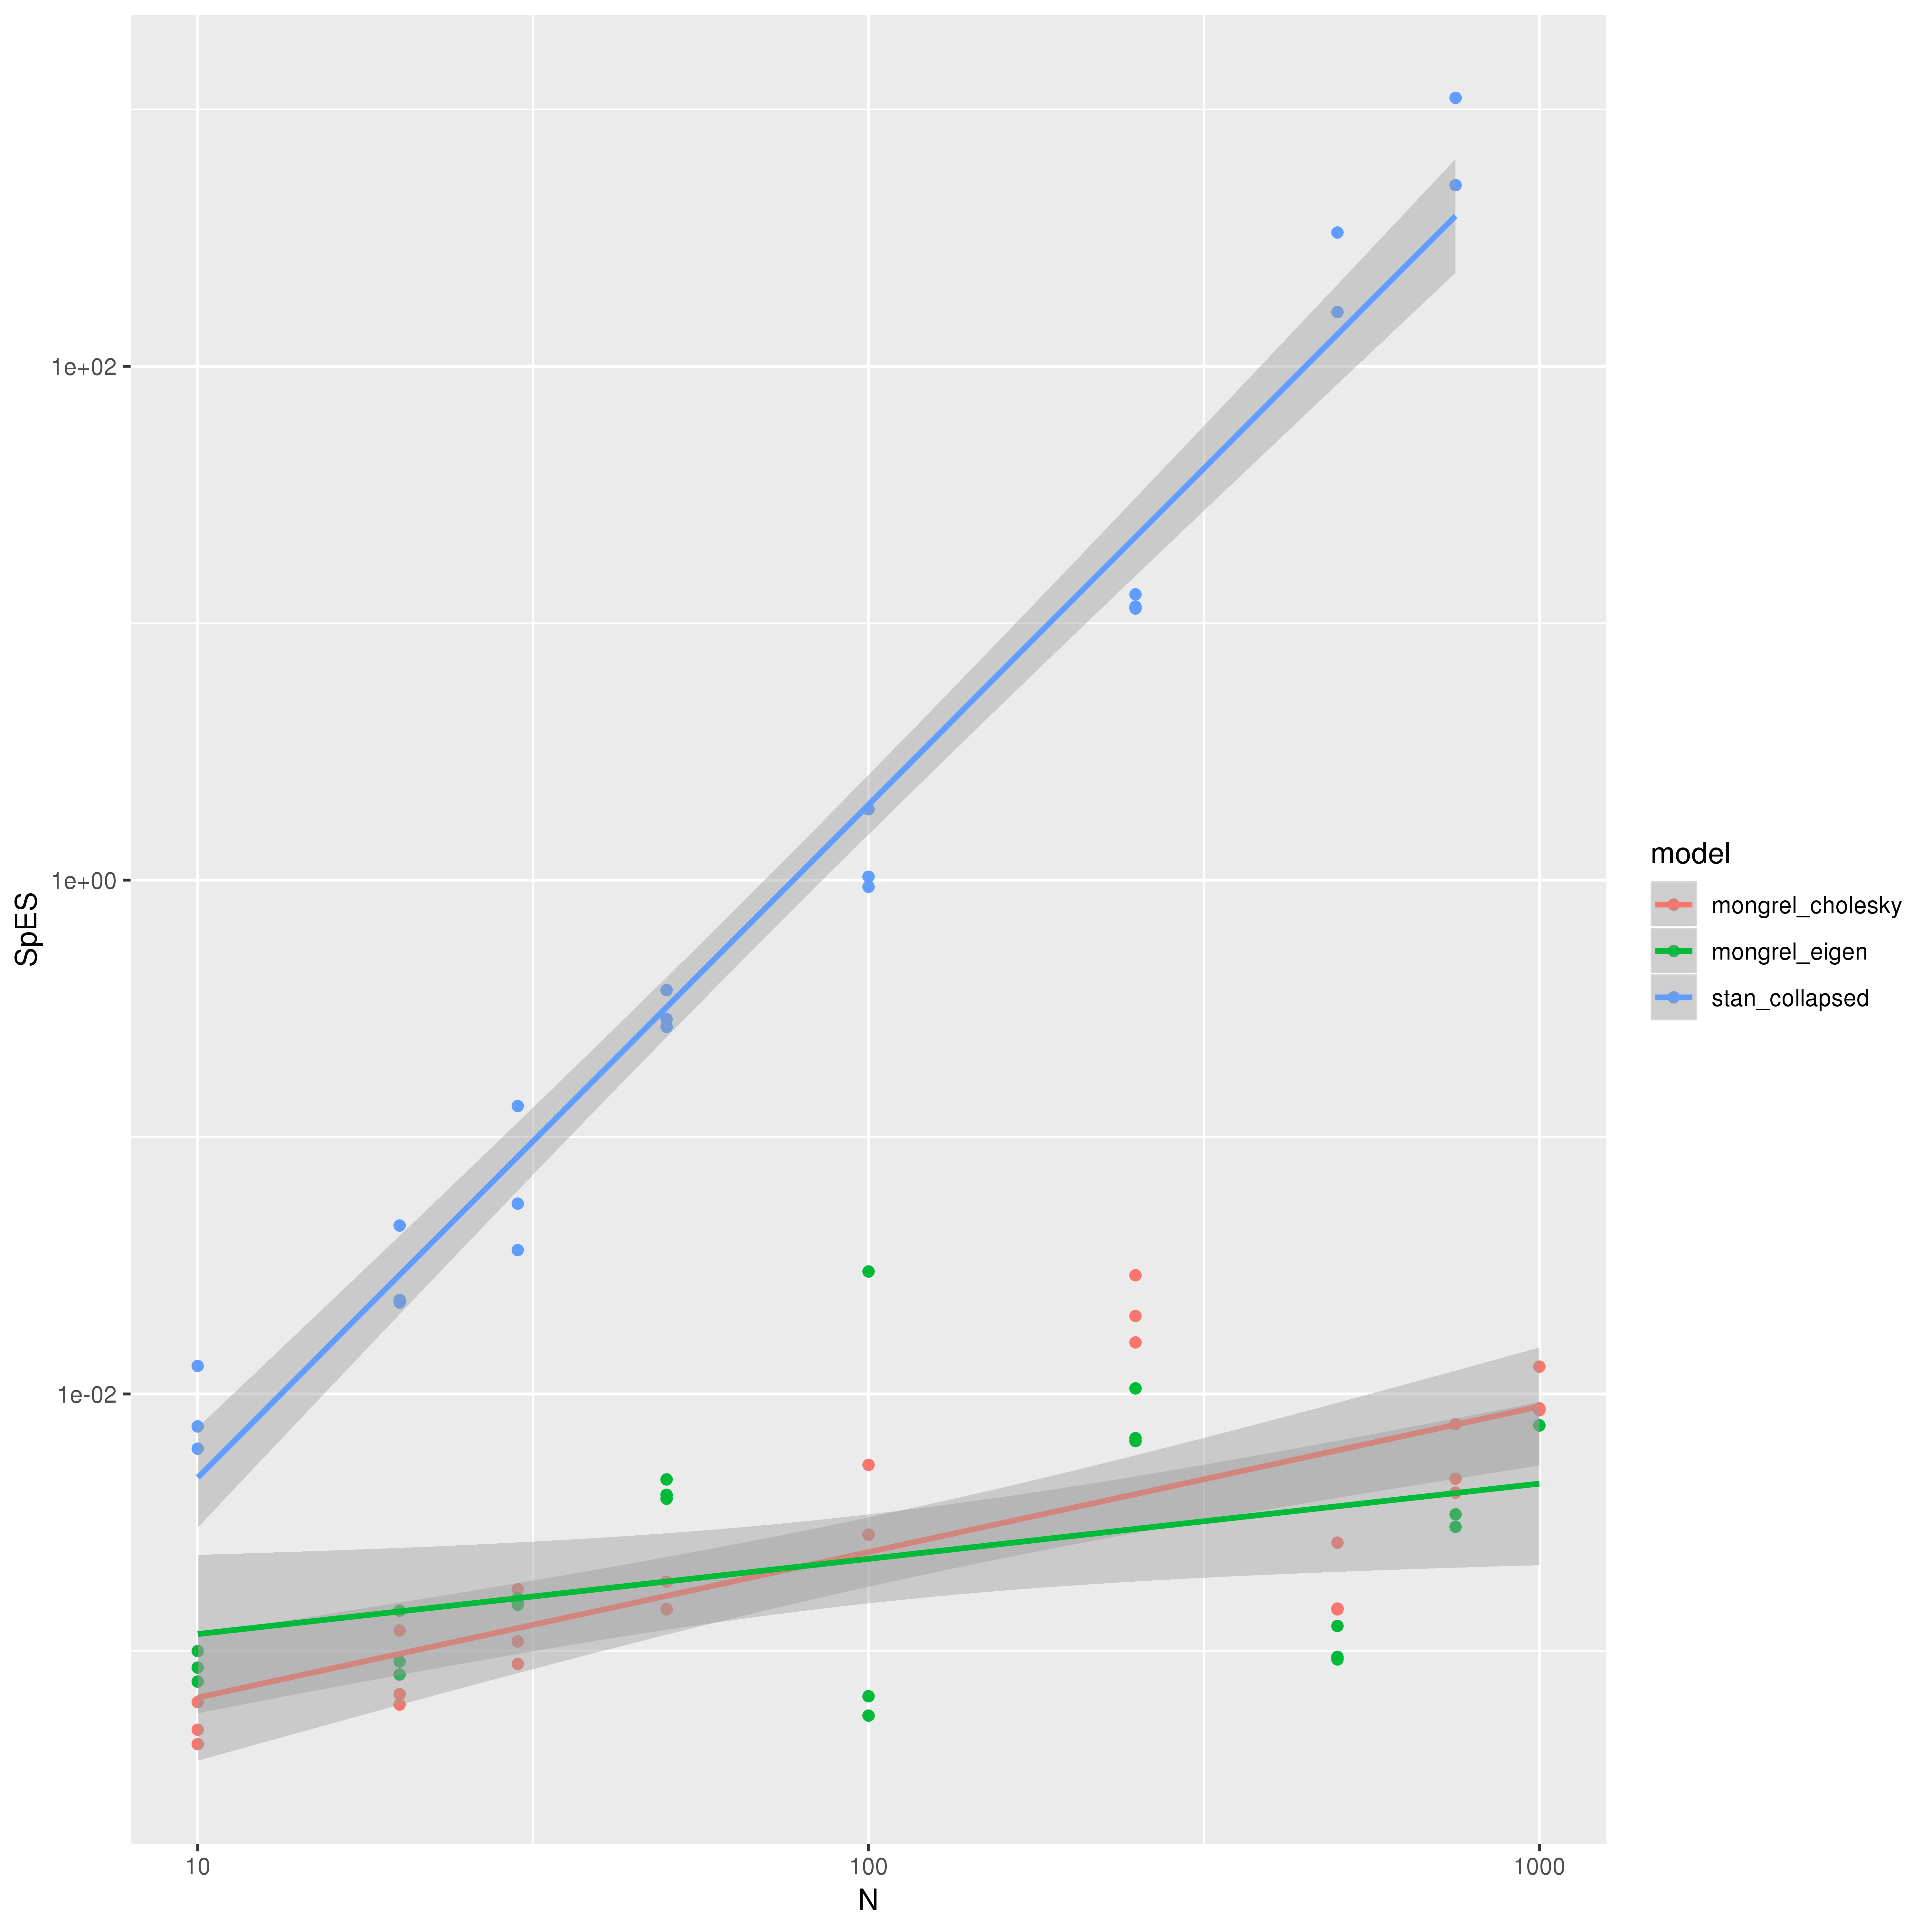 SpES
1e+02
1e+00
1e-02
10
100
1000
N
model
mongrel_cholesky
mongrel_eigen
stan_collapsed